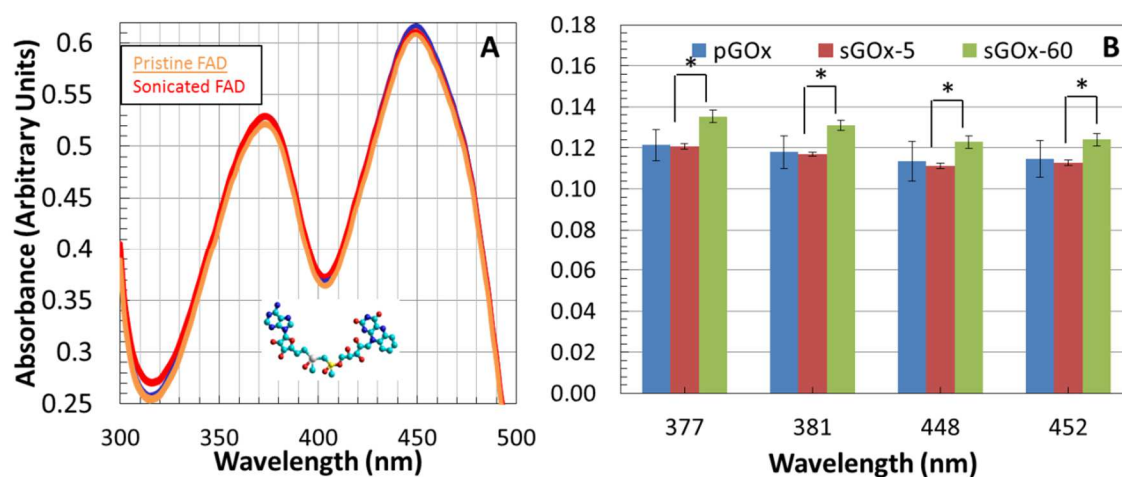 A
Pristine FAD
Sonicated FAD
Absorbance (Arbitrary Units)
0.6
0.55
0.5
0.45
0.4
0.35
0.3
0.25
300 350 400 450 500
Wavelength (nm)
B
pGOx sGOx-5 sGOx-60
* * * *
0.18
0.16
0.14
0.12
0.10
0.08
0.06
0.04
0.02
0.00
377 381 448 452
Wavelength (nm)